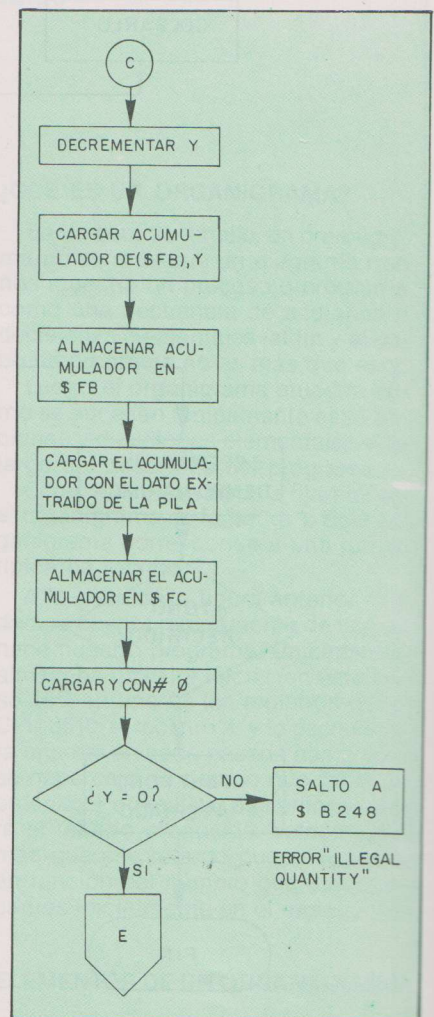 C
DECREMENTAR Y
CARGAR ACUMU-
LADOR DE($FB),Y
ALMACENAR ACU-
MULADOR EN
$ FB
CARGAR EL ACUMULA-
DOR CON EL DATO EX-
TRAIDO DE LA PILA
ALMACENAR EL ACU-
MULADOR EN $ FC
CARGAR Y CON# Ø
¿ Y = 0?
NO
SALTO A
$ B 248
ERROR "ILLEGAL
QUANTITY"
SI
E